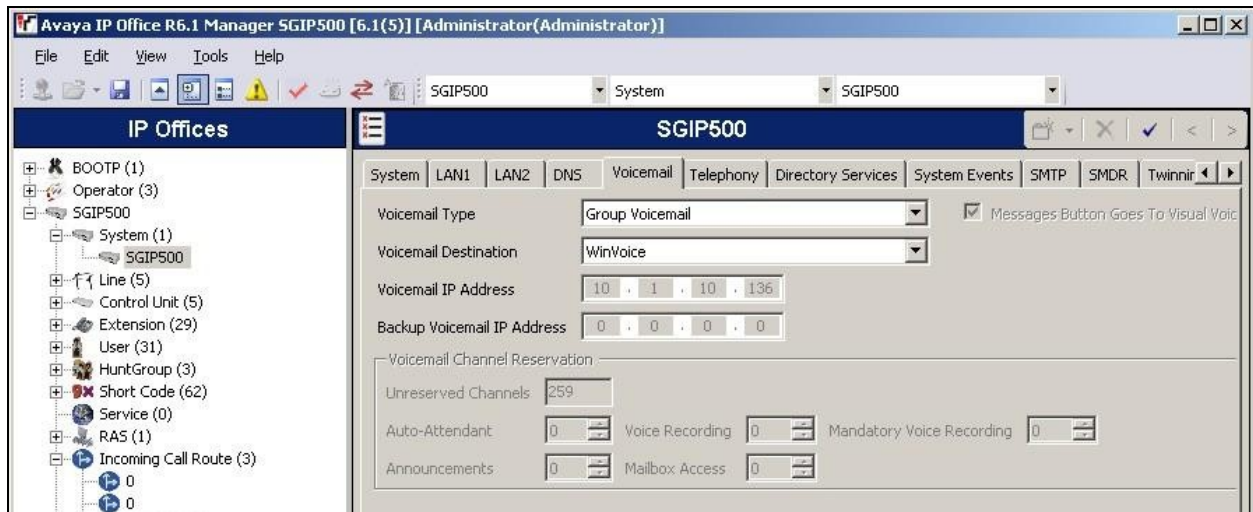 Avaya IP Office R6.1 Manager SGIP500 [6.1(5)] [Administrator(Administrator)]
File Edit View Tools Help
SGIP500 System SGIP500
IP Offices
BOOTP (1)
Operator (3)
SGIP500
System (1)
SGIP500
Line (5)
Control Unit (5)
Extension (29)
User (31)
HuntGroup (3)
Short Code (62)
Service (0)
RAS (1)
Incoming Call Route (3)
0
0
SGIP500
System LAN1 LAN2 DNS Voicemail Telephony Directory Services System Events SMTP SMDR Twinnin
Voicemail Type Group Voicemail Messages Button Goes To Visual Voic
Voicemail Destination WinVoice
Voicemail IP Address 10 . 1 . 10 . 136
Backup Voicemail IP Address 0 . 0 . 0 . 0
Voicemail Channel Reservation
Unreserved Channels 259
Auto-Attendant 0 Voice Recording 0 Mandatory Voice Recording 0
Announcements 0 Mailbox Access 0